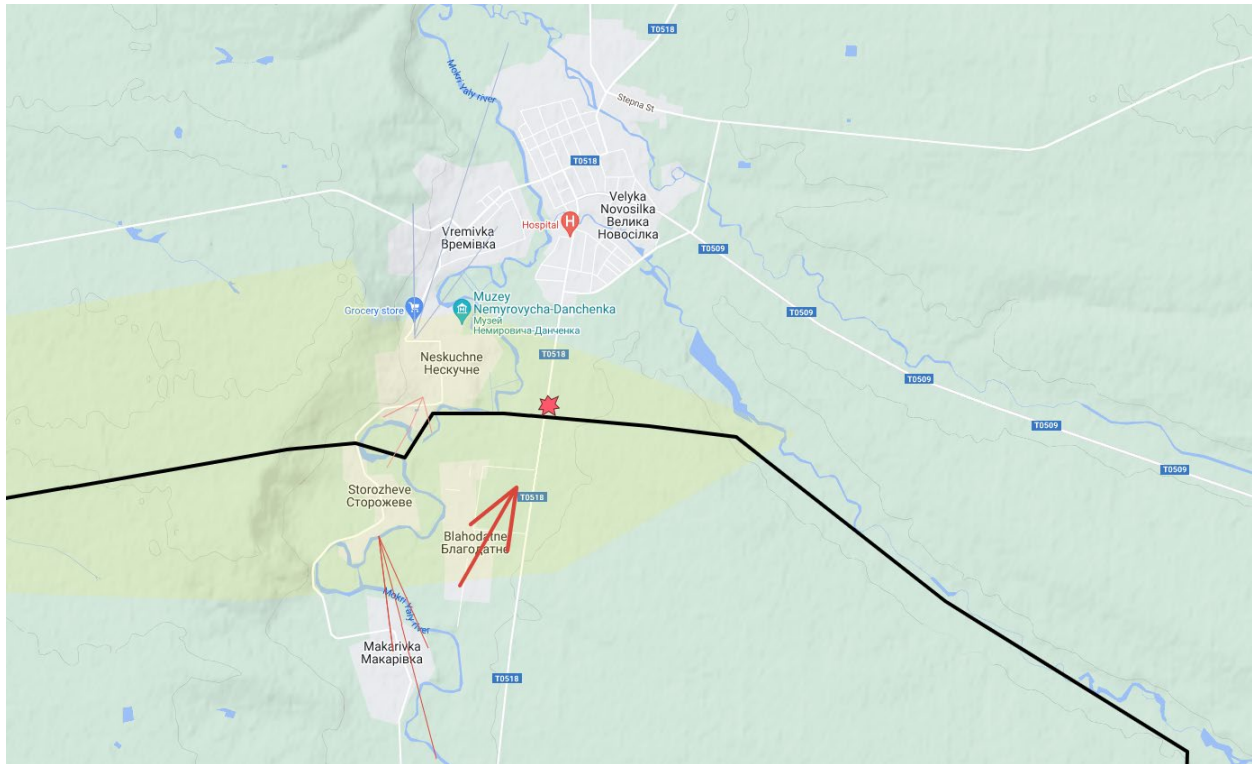 T0518
Mokri Yaly river
Stepna St
T0518
Velyka
Novosilka
Велика
Новосілка
Hospital
H
Vremivka
Времівка
T0509
Muzey
Nemyrovycha-Danchenka
Музей
Немировича-Данченка
Grocery store
T0509
T0518
Neskuchne
Нескучне
T0509
T0509
T0509
Storozheve
Сторожеве
T0518
Blahodatne
Благодатне
Mokri Yaly river
Makarivka
Макарівка
T0518